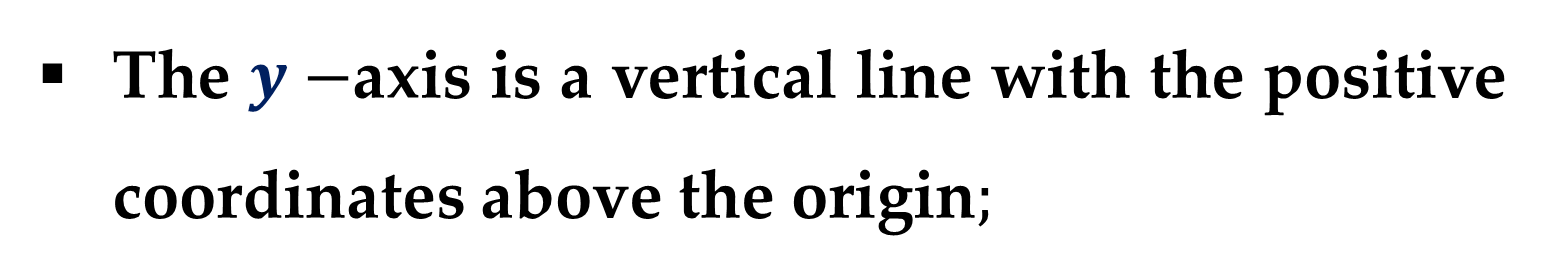 ▪ The y −axis is a vertical line with the positive
coordinates above the origin;